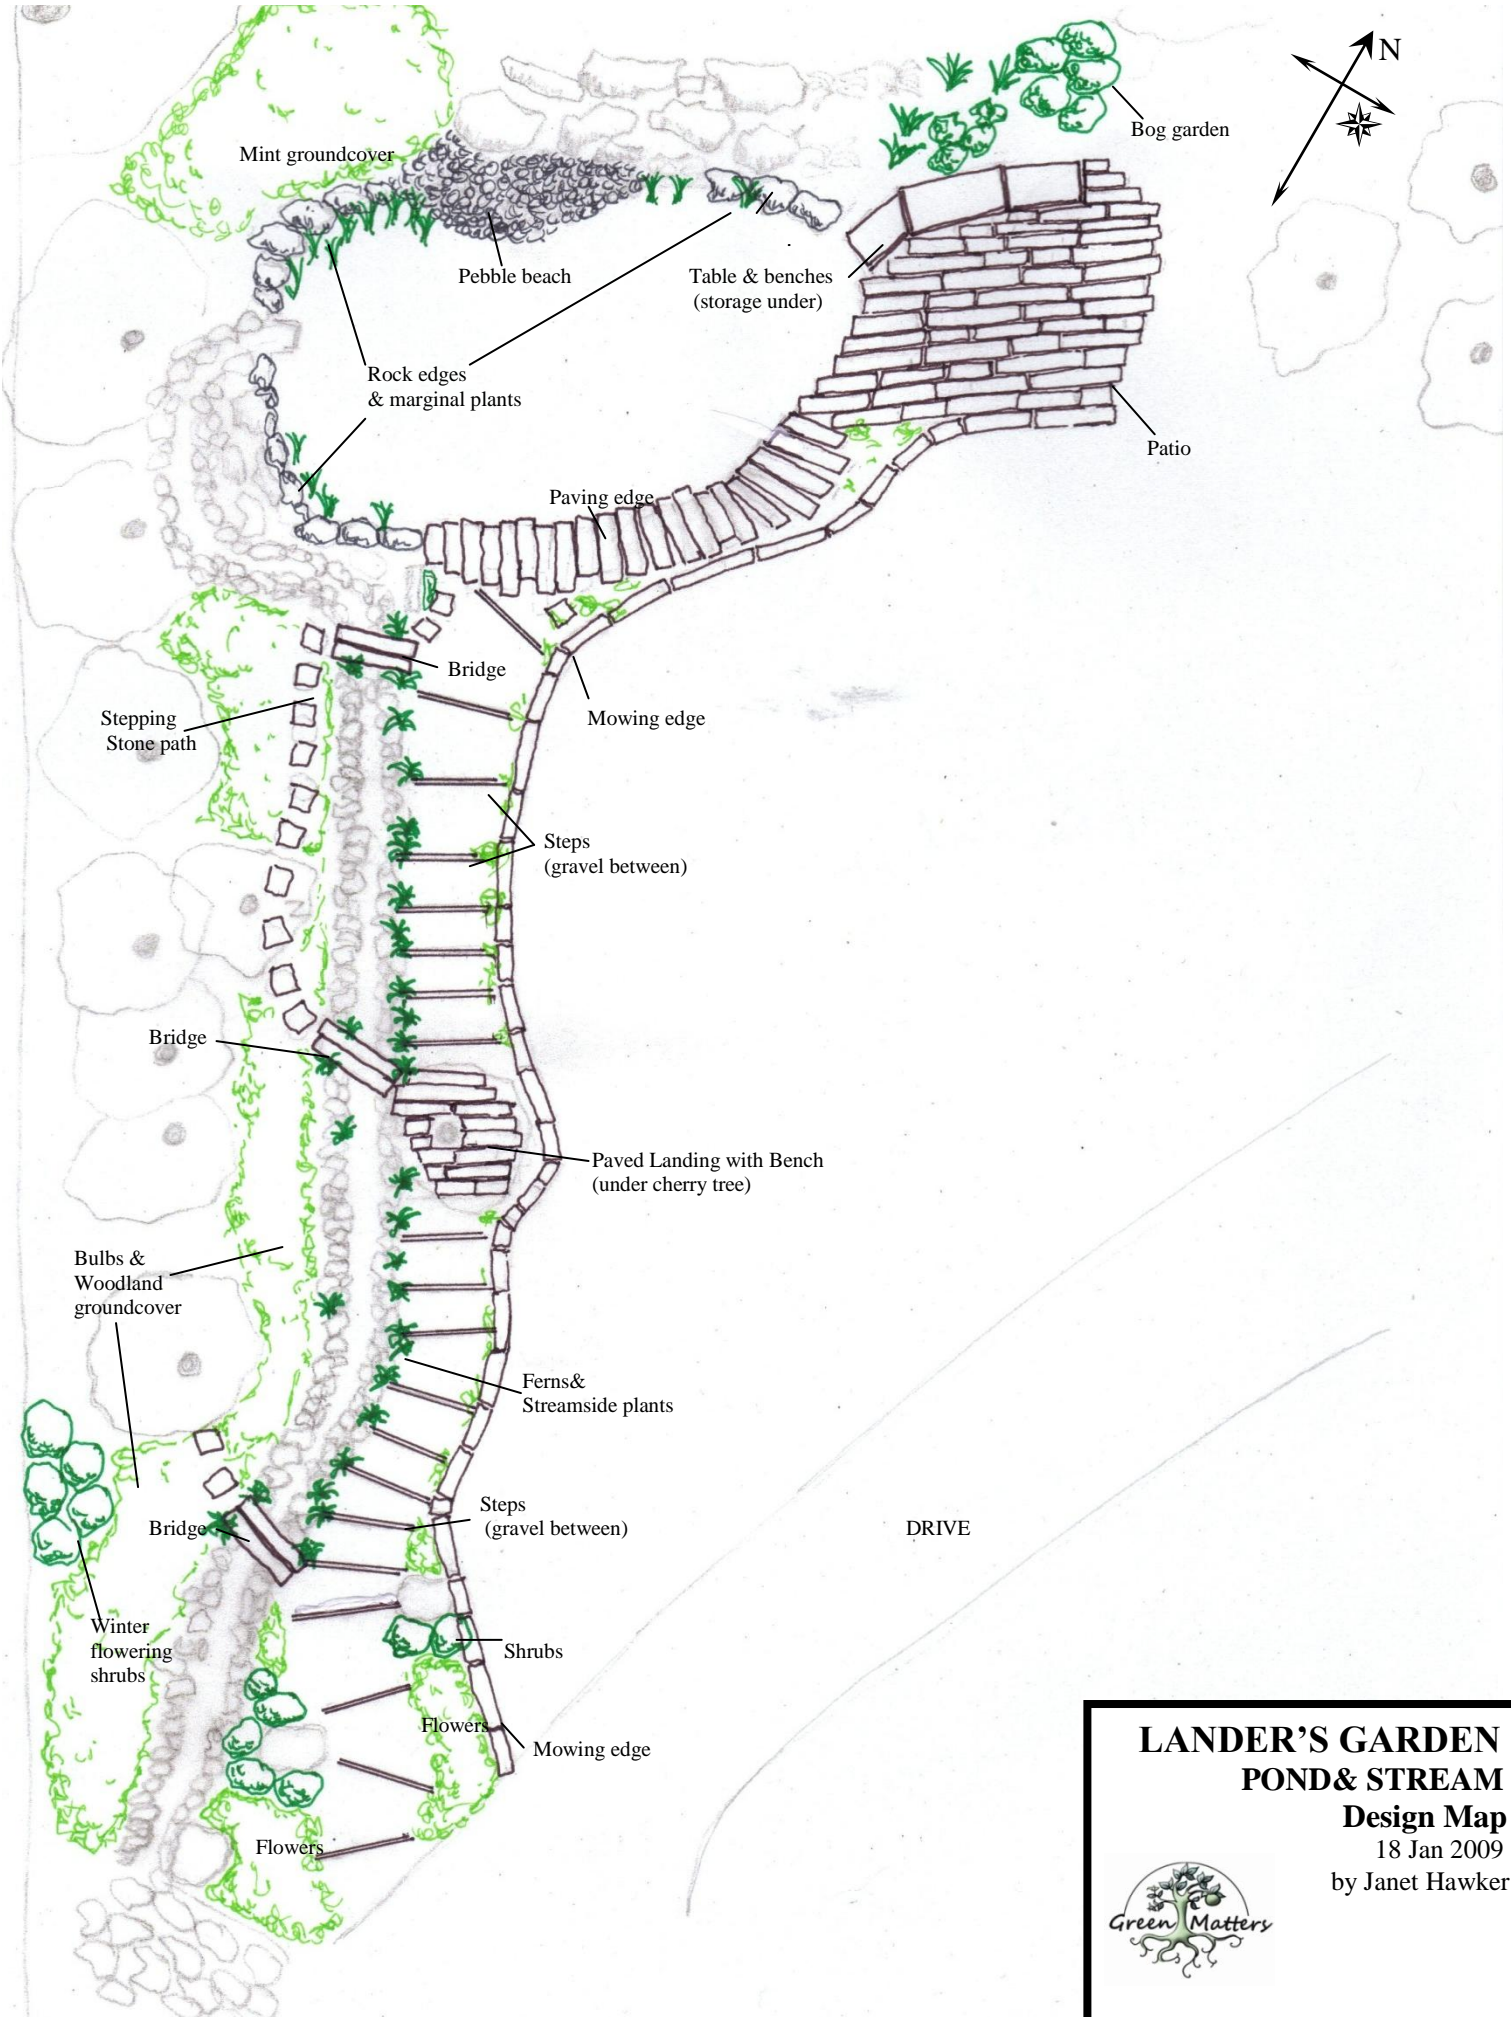 N
Bog garden
Mint groundcover
Pebble beach
Table & benches
(storage under)
Rock edges
& marginal plants
Patio
Paving edge
Bridge
Mowing edge
Stepping
Stone path
Steps
(gravel between)
Bridge
Paved Landing with Bench
(under cherry tree)
Bulbs &
Woodland
groundcover
Ferns&
Streamside plants
Steps
(gravel between)
Bridge
DRIVE
Winter
flowering
shrubs
Shrubs
Flowers
Mowing edge
Flowers
LANDER'S GARDEN
POND& STREAM
Design Map
18 Jan 2009
by Janet Hawker
Green Matters